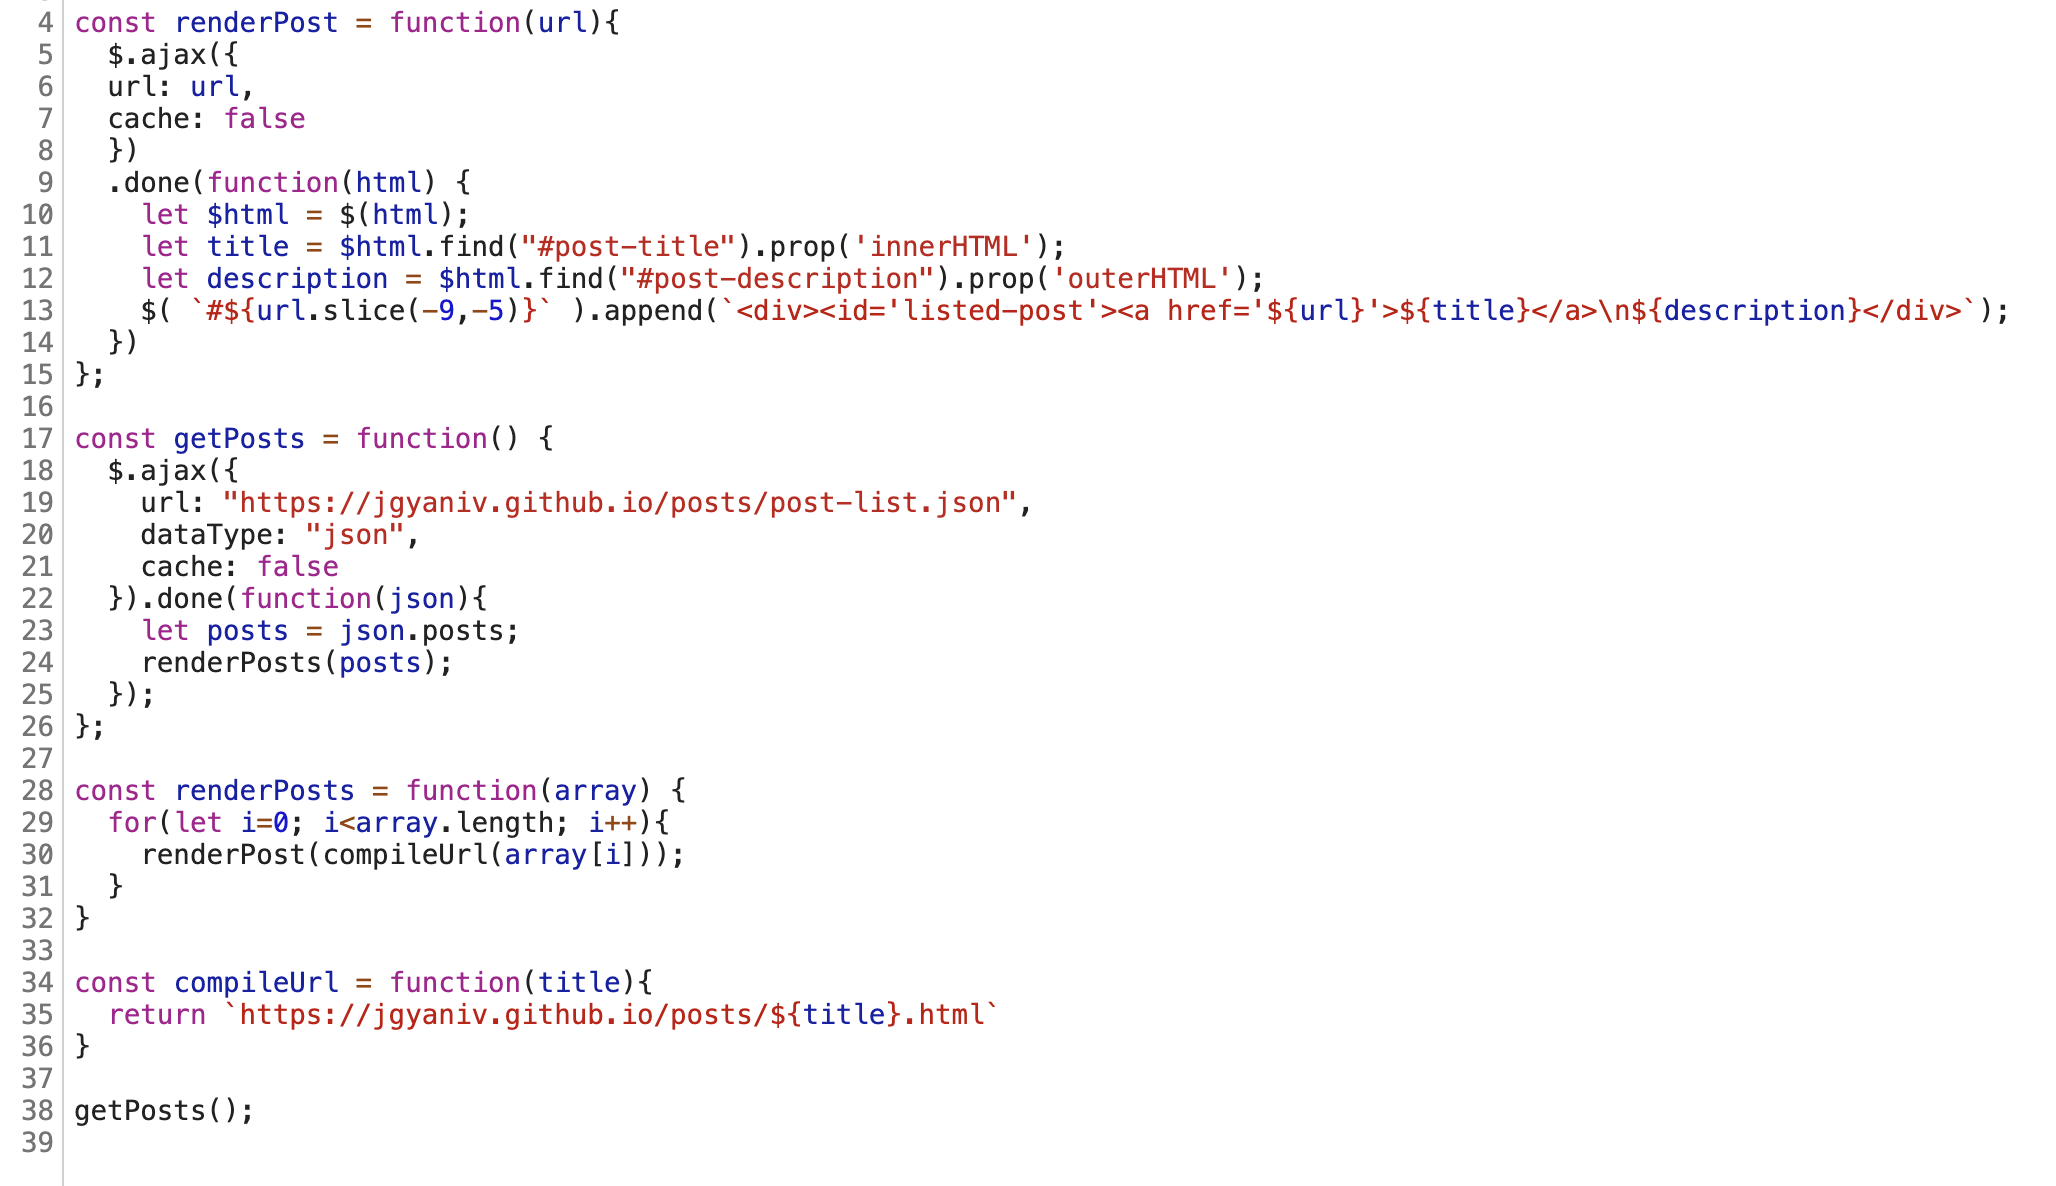 4 const renderPost = function(url){
5   $.ajax({
6   url: url,
7   cache: false
8   })
9   .done(function(html) {
10     let $html = $(html);
11     let title = $html.find("#post-title").prop('innerHTML');
12     let description = $html.find("#post-description").prop('outerHTML');
13     $( `#${url.slice(-9,-5)}` ).append(`<div><id='listed-post'><a href='${url}'>${title}</a>\n${description}</div>`);
14   })
15 };
16
17 const getPosts = function() {
18   $.ajax({
19     url: "https://jgyaniv.github.io/posts/post-list.json",
20     dataType: "json",
21     cache: false
22   }).done(function(json){
23     let posts = json.posts;
24     renderPosts(posts);
25   });
26 };
27
28 const renderPosts = function(array) {
29   for(let i=0; i<array.length; i++){
30     renderPost(compileUrl(array[i]));
31   }
32 }
33
34 const compileUrl = function(title){
35   return `https://jgyaniv.github.io/posts/${title}.html`
36 }
37
38 getPosts();
39